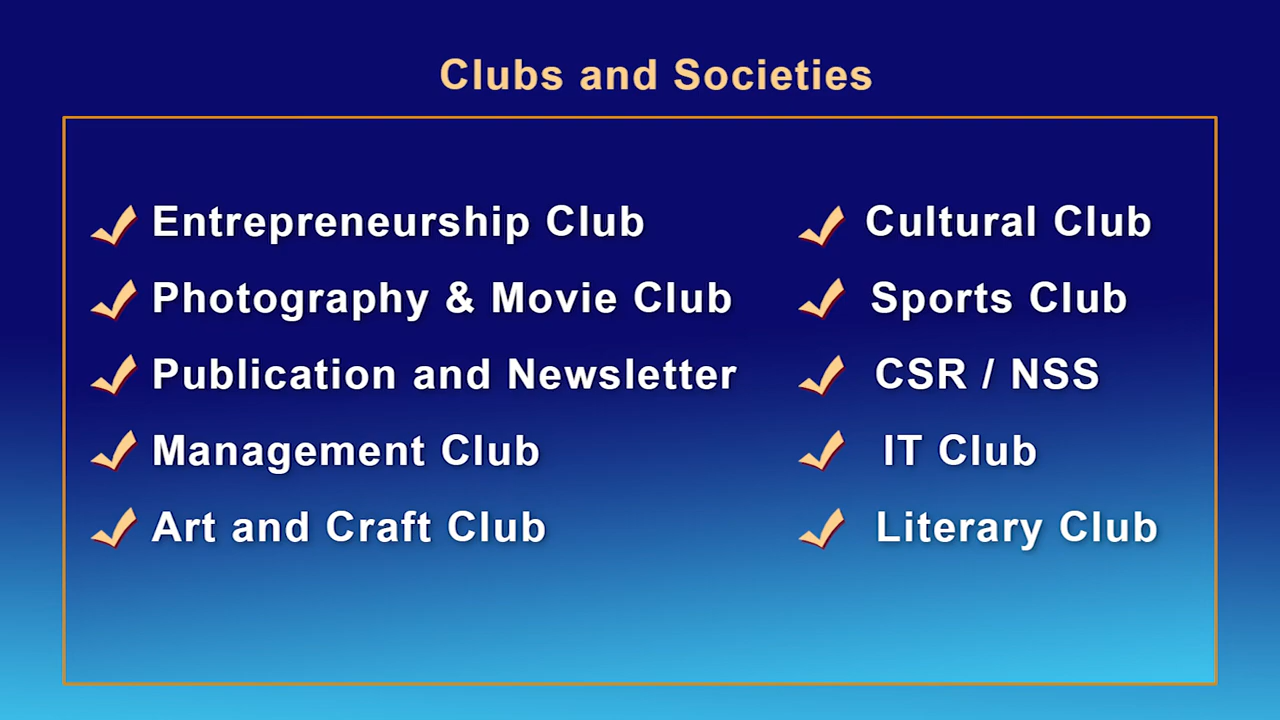 Clubs and Societies
Entrepreneurship Club
Photography & Movie Club
Publication and Newsletter
Management Club
Art and Craft Club
Cultural Club
Sports Club
CSR / NSS
IT Club
Literary Club